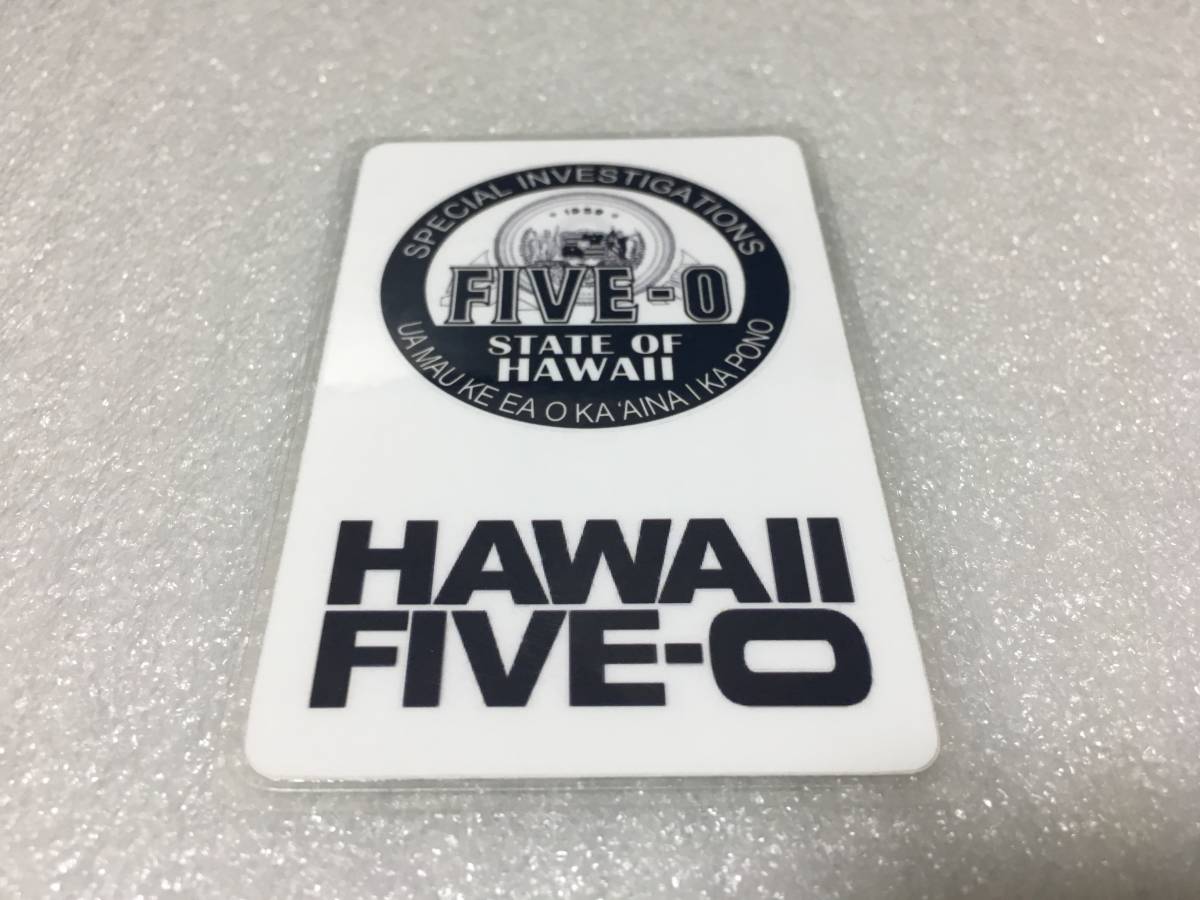 SPECIAL INVESTIGATIONS
1959
FIVE-O
STATE OF
HAWAII
UA MAU KE EA O KA 'AINA I KA PONO
HAWAII
FIVE-O